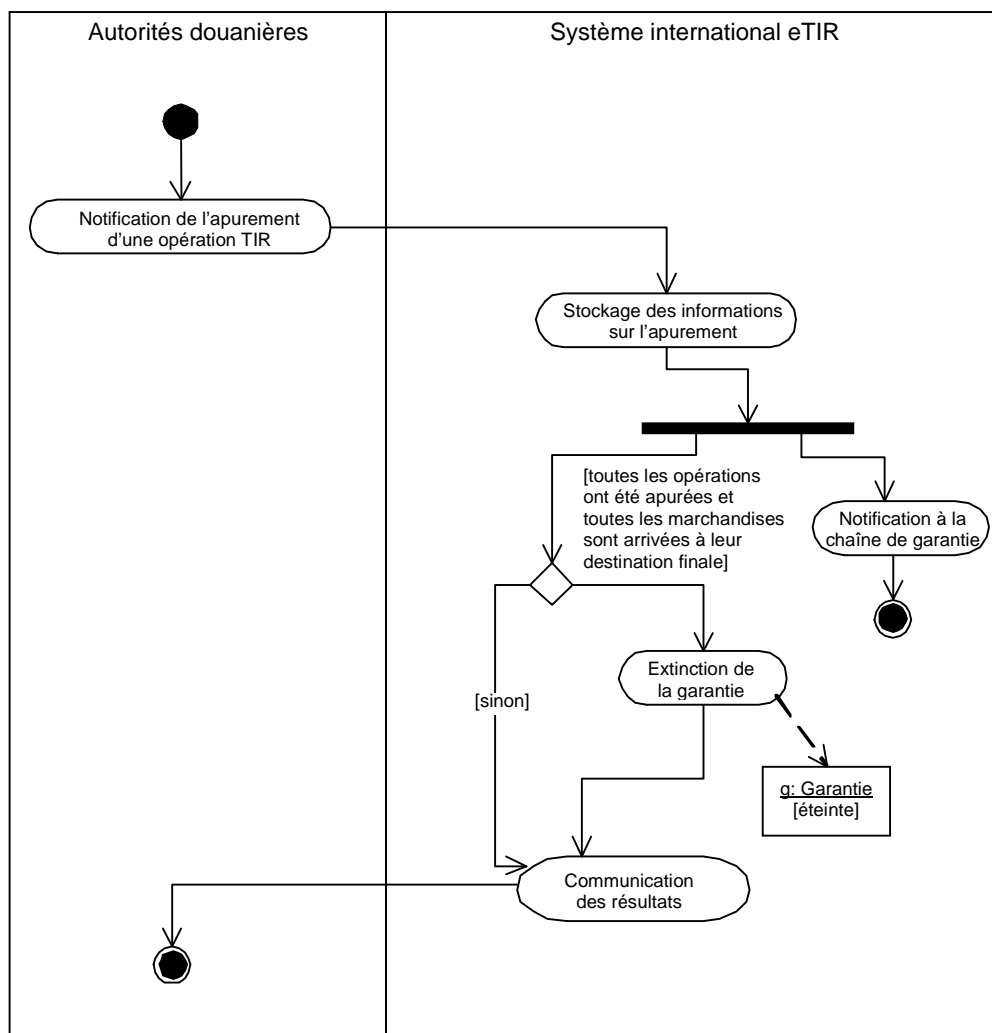 Autorités douanières
Système international eTIR
Notification de l’apurement
d’une opération TIR
Stockage des informations
sur l’apurement
[toutes les opérations
ont été apurées et
toutes les marchandises
sont arrivées à leur
destination finale]
Notification à la
chaîne de garantie
Extinction de
la garantie
[sinon]
g: Garantie
[éteinte]
Communication
des résultats